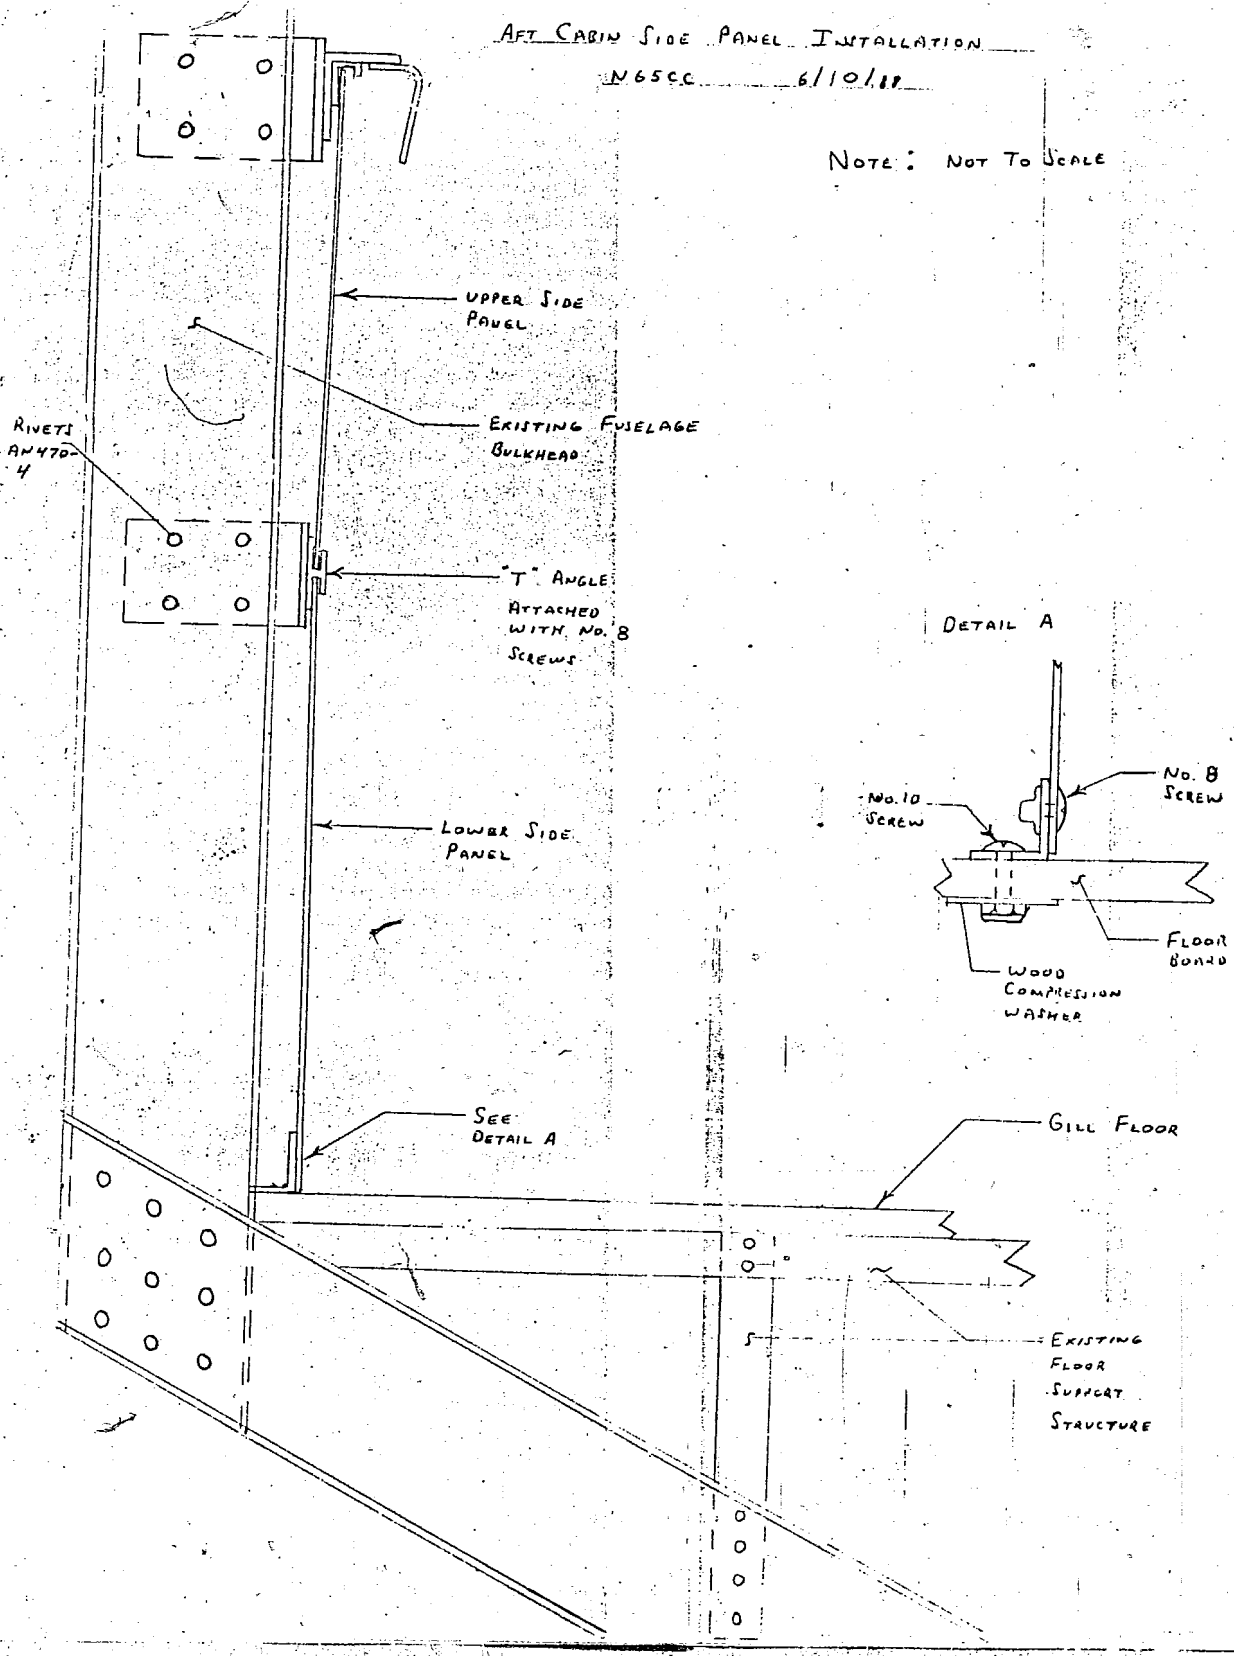 AFT CABIN SIDE PANEL INSTALLATION
N65CC 6/10/88
NOTE: NOT TO SCALE
UPPER SIDE
PANEL
EXISTING FUSELAGE
BULKHEAD
RIVETS
AN470-
4
"T" ANGLE
ATTACHED
WITH NO. 8
SCREWS
DETAIL A
NO. 8
SCREW
NO. 10
SCREW
LOWER SIDE
PANEL
FLOOR
BOARD
WOOD
COMPRESSION
WASHER
SEE
DETAIL A
GILL FLOOR
EXISTING
FLOOR
SUPPORT
STRUCTURE